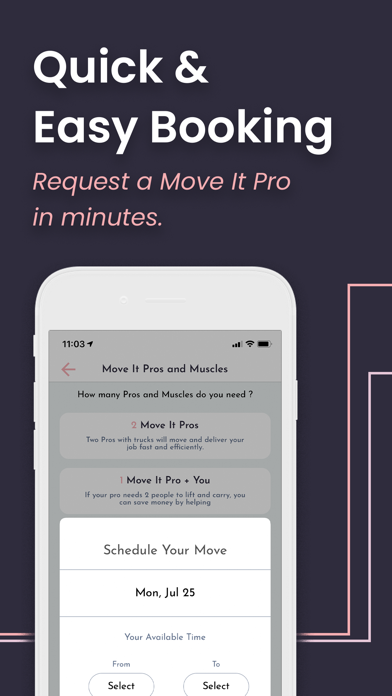 Quick &
Easy Booking
Request a Move It Pro
in minutes.
11:03
Move It Pros and Muscles
How many Pros and Muscles do you need ?
2 Move It Pros
Two Pros with trucks will move and deliver your
job fast and efficiently.
1 Move It Pro + You
If your pro needs 2 people to lift and carry, you
can save money by helping
Schedule Your Move
Mon, Jul 25
Your Available Time
From To
Select Select